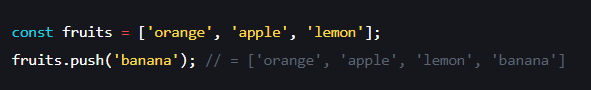 const fruits = ['orange', 'apple', 'lemon'];
fruits.push('banana'); // = ['orange', 'apple', 'lemon', 'banana']